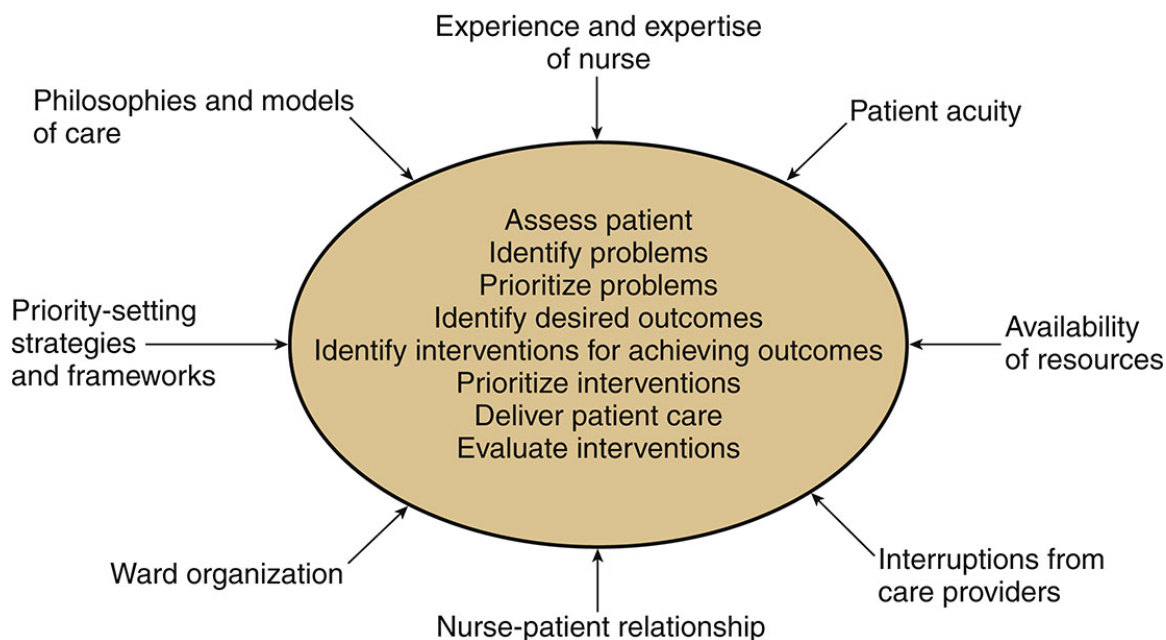 Experience and expertise
of nurse
Philosophies and models
of care
Patient acuity
Assess patient
Identify problems
Prioritize problems
Identify desired outcomes
Identify interventions for achieving outcomes
Prioritize interventions
Deliver patient care
Evaluate interventions
Priority-setting
strategies
and frameworks
Availability
of resources
Ward organization
Nurse-patient relationship
Interruptions from
care providers